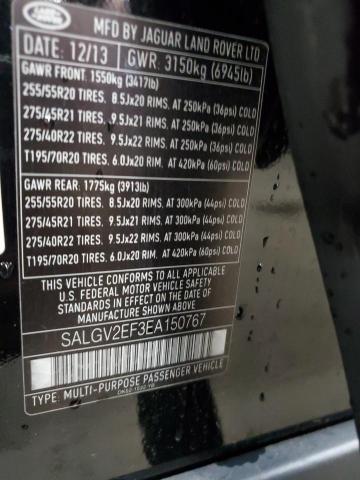 LAND ROVER
MFD BY JAGUAR LAND ROVER LTD
DATE: 12/13 GWR: 3150kg (6945lb)
GAWR FRONT: 1550kg (3417lb)
255/55R20 TIRES. 8.5Jx20 RIMS. AT 250kPa (36psi) COLD
275/45R21 TIRES. 9.5Jx21 RIMS. AT 250kPa (36psi) COLD
275/40R22 TIRES. 9.5Jx22 RIMS. AT 250kPa (36psi) COLD
T195/70R20 TIRES. 6.0Jx20 RIM. AT 420kPa (60psi) COLD
GAWR REAR: 1775kg (3913lb)
255/55R20 TIRES. 8.5Jx20 RIMS. AT 300kPa (44psi) COLD
275/45R21 TIRES. 9.5Jx21 RIMS. AT 300kPa (44psi) COLD
275/40R22 TIRES. 9.5Jx22 RIMS. AT 300kPa (44psi) COLD
T195/70R20 TIRES. 6.0Jx20 RIM. AT 420kPa (60psi) COLD
THIS VEHICLE CONFORMS TO ALL APPLICABLE
U.S. FEDERAL MOTOR VEHICLE SAFETY
STANDARDS IN EFFECT ON THE DATE OF
MANUFACTURE SHOWN ABOVE
SALGV2EF3EA150767
TYPE: MULTI-PURPOSE PASSENGER VEHICLE